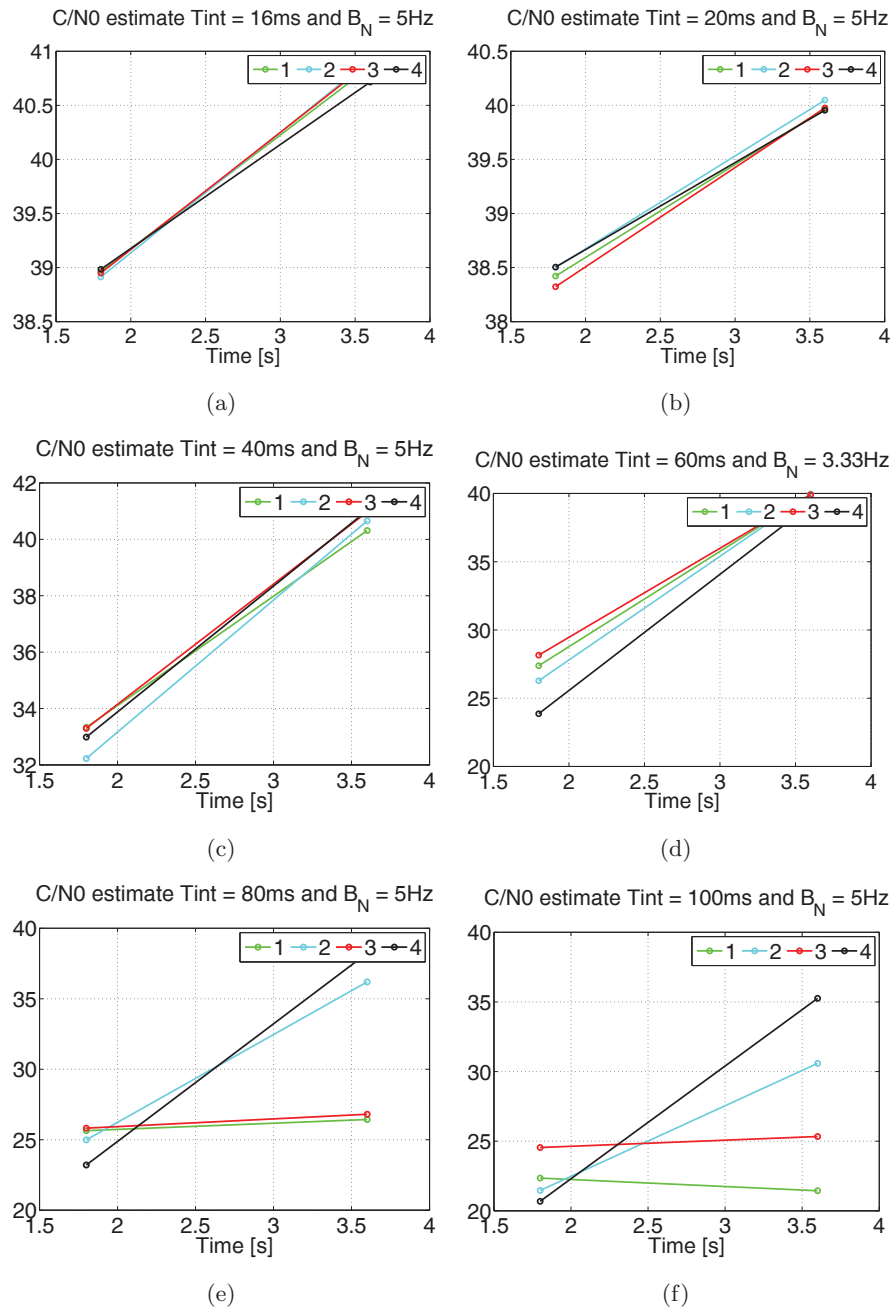 C/N0 estimate Tint = 16ms and B_N = 5Hz
41
40.5
40
39.5
39
38.5
1 2 3 4
1.5 2 2.5 3 3.5 4
Time [s]
(a)
C/N0 estimate Tint = 20ms and B_N = 5Hz
40.5
40
39.5
39
38.5
38
1 2 3 4
1.5 2 2.5 3 3.5 4
Time [s]
(b)
C/N0 estimate Tint = 40ms and B_N = 5Hz
42
40
38
36
34
32
1 2 3 4
1.5 2 2.5 3 3.5 4
Time [s]
(c)
C/N0 estimate Tint = 60ms and B_N = 3.33Hz
40
35
30
25
20
1 2 3 4
1.5 2 2.5 3 3.5 4
Time [s]
(d)
C/N0 estimate Tint = 80ms and B_N = 5Hz
40
35
30
25
20
1 2 3 4
1.5 2 2.5 3 3.5 4
Time [s]
(e)
C/N0 estimate Tint = 100ms and B_N = 5Hz
40
35
30
25
20
1 2 3 4
1.5 2 2.5 3 3.5 4
Time [s]
(f)